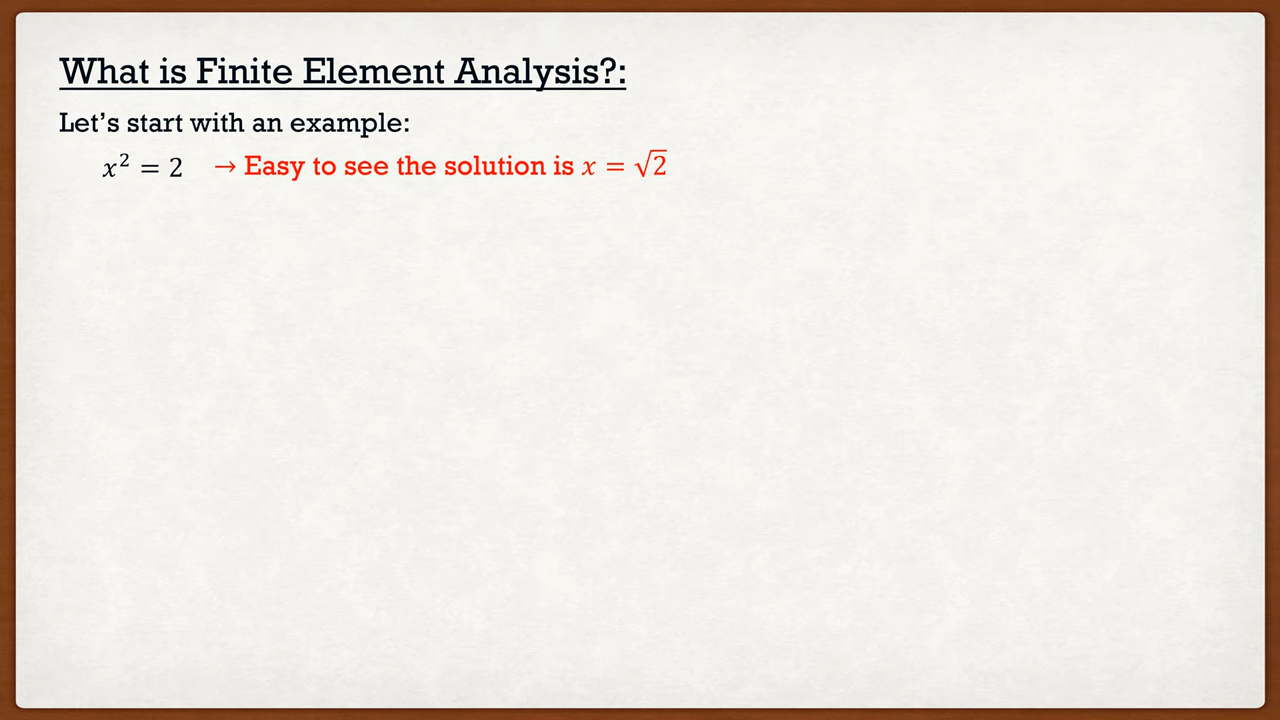 What is Finite Element Analysis?:
Let’s start with an example:
𝑥² = 2 → Easy to see the solution is 𝑥 = √2